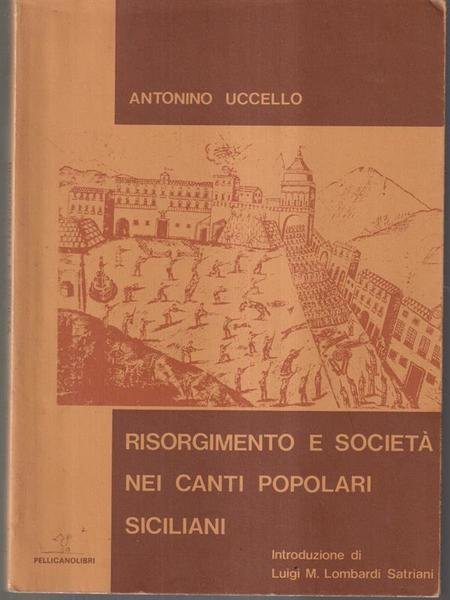 ANTONINO UCCELLO
RISORGIMENTO E SOCIETÀ
NEI CANTI POPOLARI
SICILIANI
Introduzione di
Luigi M. Lombardi Satriani
PELLICANOLIBRI